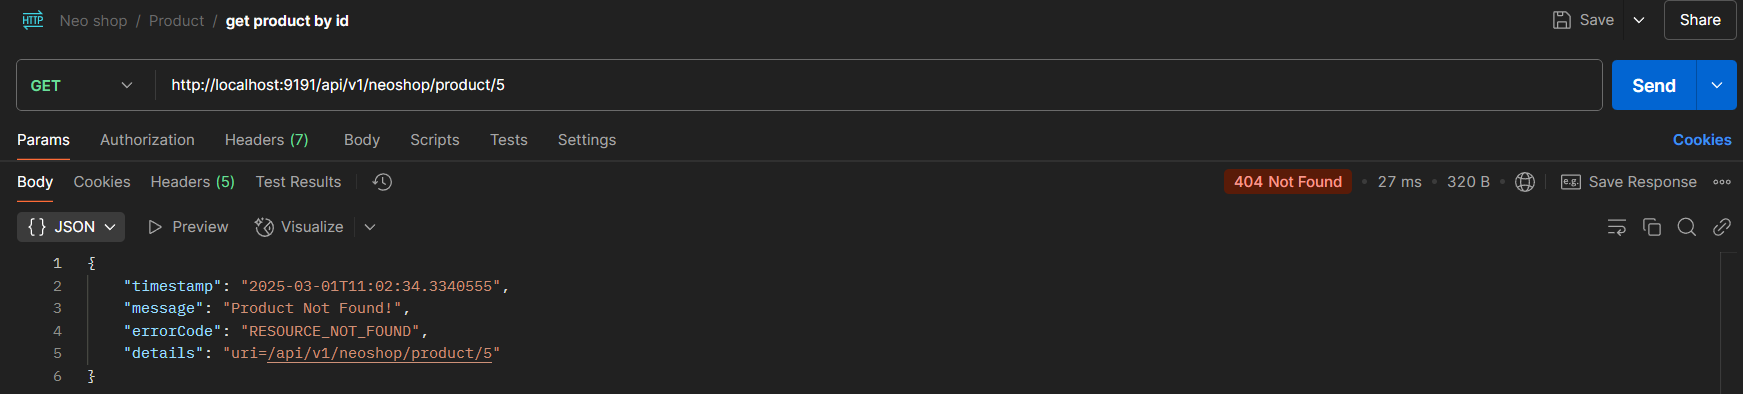 HTTP Neo shop / Product / get product by id Save Share
GET http://localhost:9191/api/v1/neoshop/product/5 Send
Params Authorization Headers (7) Body Scripts Tests Settings Cookies
Body Cookies Headers (5) Test Results 404 Not Found • 27 ms • 320 B • e.g. Save Response
{} JSON Preview Visualize
1 {
2 "timestamp": "2025-03-01T11:02:34.3340555",
3 "message": "Product Not Found!",
4 "errorCode": "RESOURCE_NOT_FOUND",
5 "details": "uri=/api/v1/neoshop/product/5"
6 }